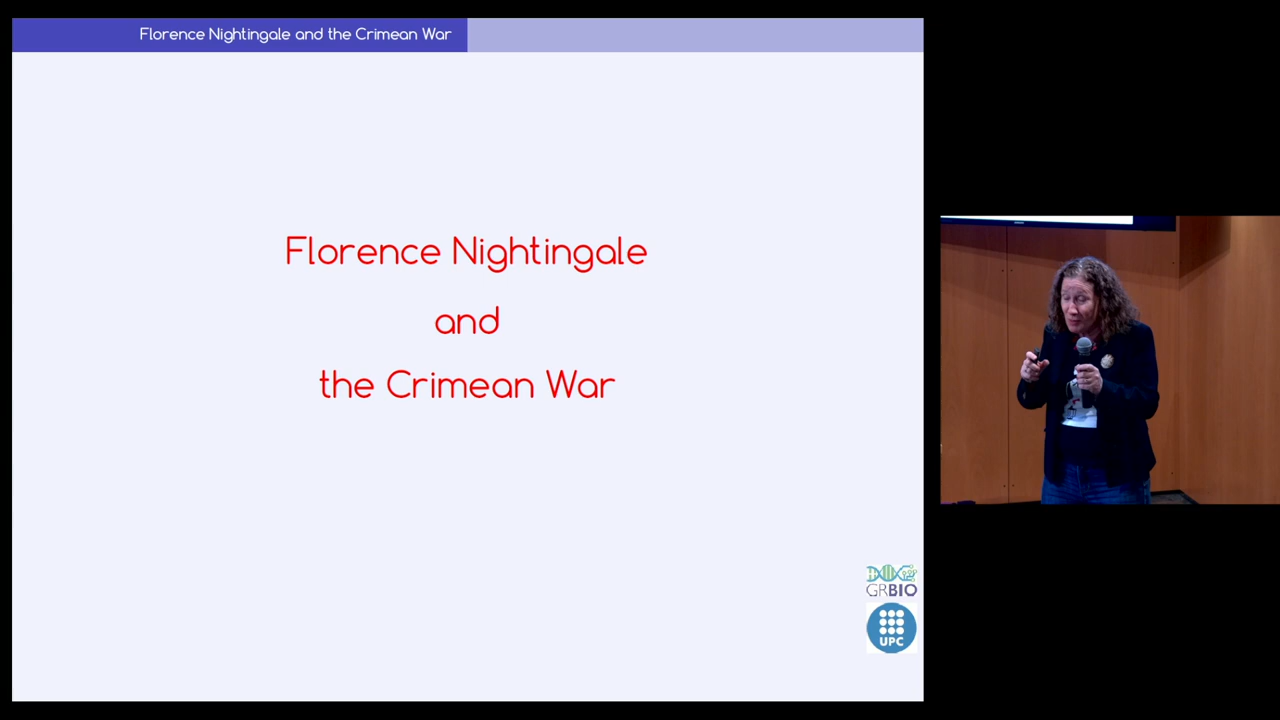 Florence Nightingale and the Crimean War
Florence Nightingale
and
the Crimean War
GRBIO
UPC